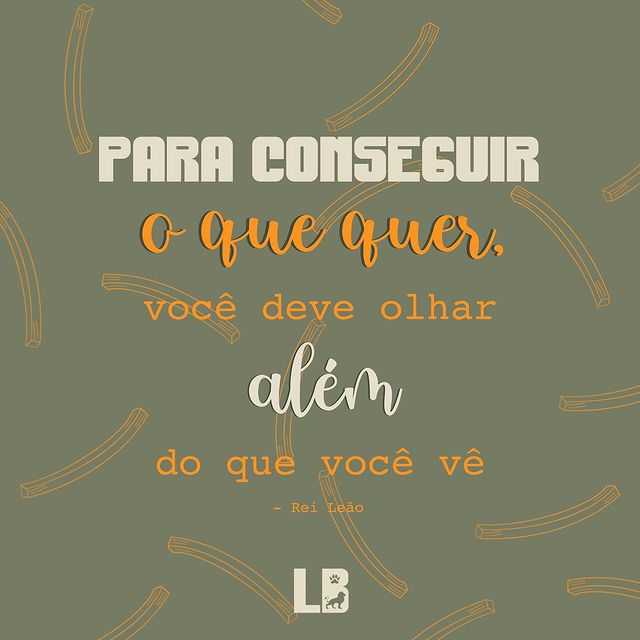 PARA CONSEGUIR
o que quer,
você deve olhar
além
do que você vê
- Rei Leão
LB